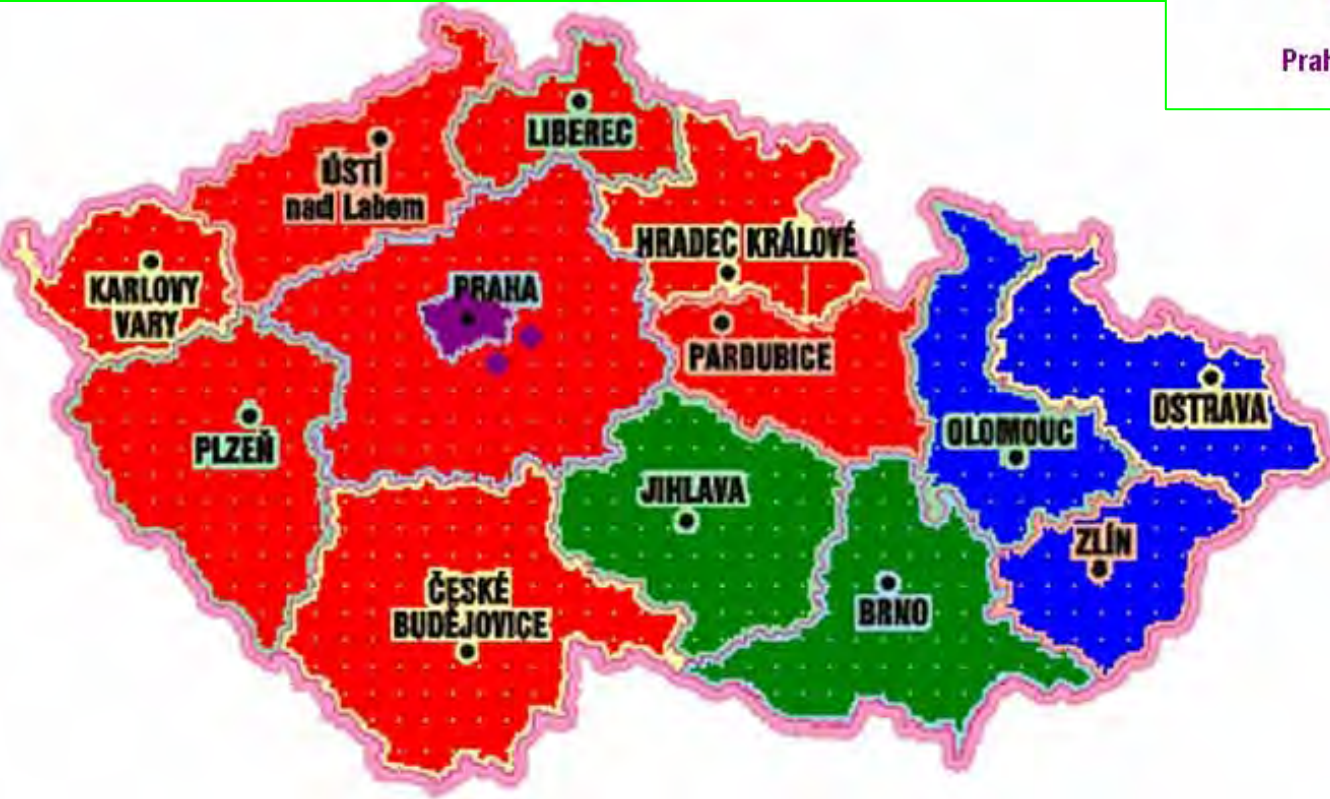 Prah
LIBEREC
ÚSTÍ
nad Labem
HRADEC KRÁLOVÉ
KARLOVY
VARY
PRAHA
PARDUBICE
OSTRAVA
PLZEŇ
OLOMOUC
JIHLAVA
ZLÍN
ČESKÉ
BUDĚJOVICE
BRNO